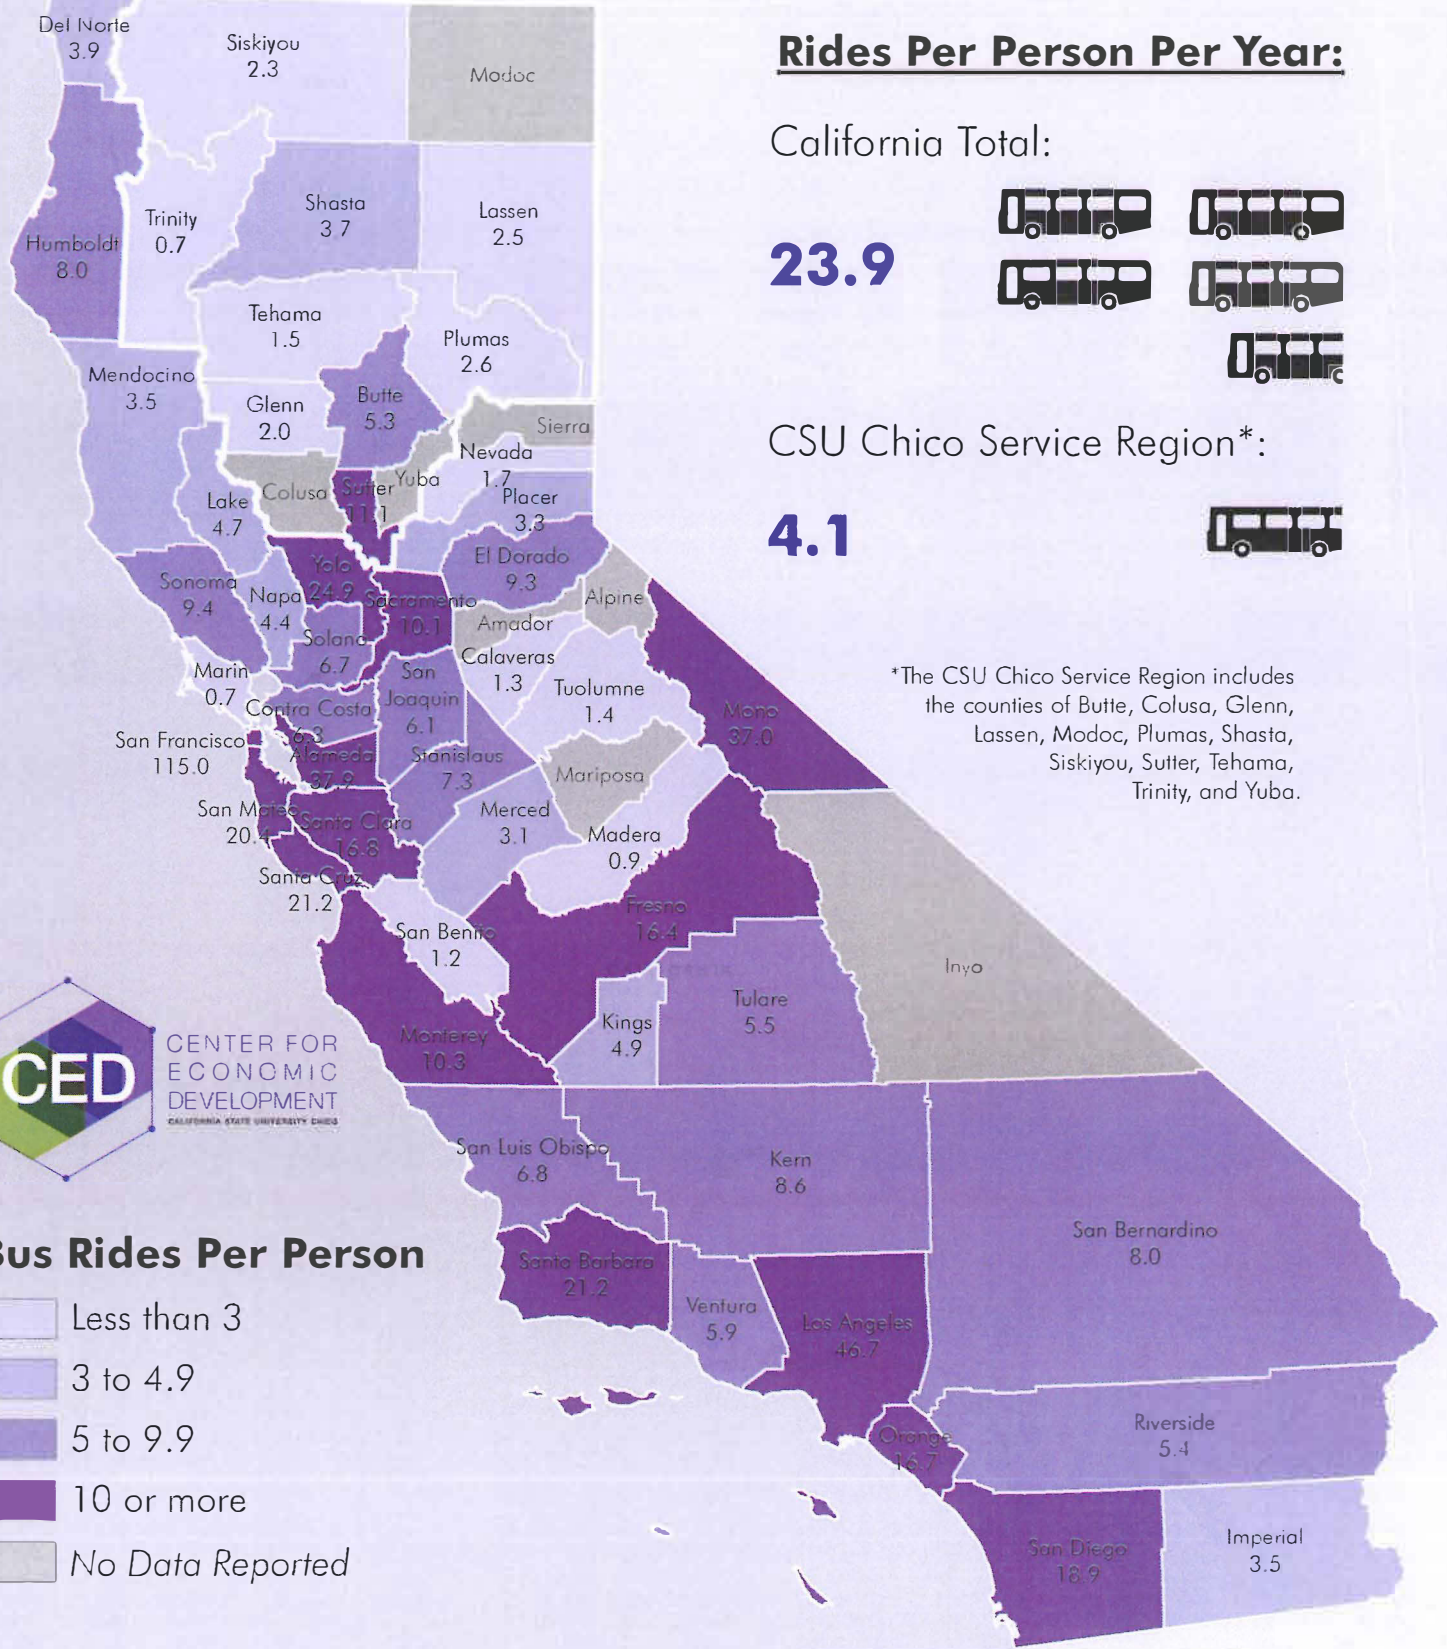 Del Norte
3.9
Siskiyou
2.3
Modoc
Rides Per Person Per Year:
California Total:
23.9
CSU Chico Service Region*:
4.1
*The CSU Chico Service Region includes
the counties of Butte, Colusa, Glenn,
Lassen, Modoc, Plumas, Shasta,
Siskiyou, Sutter, Tehama,
Trinity, and Yuba.
Humboldt
8.0
Trinity
0.7
Shasta
3.7
Lassen
2.5
Tehama
1.5
Plumas
2.6
Mendocino
3.5
Glenn
2.0
Butte
5.3
Sierra
Nevada
1.7
Colusa
Sutter
11.1
Yuba
Placer
3.3
Lake
4.7
Yolo
24.9
El Dorado
9.3
Sonoma
9.4
Napa
4.4
Sacramento
10.1
Alpine
Amador
Solano
6.7
Calaveras
1.3
Marin
0.7
San
Joaquin
6.1
Tuolumne
1.4
Contra Costa
6.3
Mono
37.0
San Francisco
115.0
Alameda
37.9
Stanislaus
7.3
Mariposa
San Mateo
20.4
Santa Clara
16.8
Merced
3.1
Madera
0.9
Santa Cruz
21.2
Fresno
16.4
San Benito
1.2
Inyo
Tulare
5.5
Kings
4.9
Monterey
10.3
CED
CENTER FOR
ECONOMIC
DEVELOPMENT
CALIFORNIA STATE UNIVERSITY CHICO
San Luis Obispo
6.8
Kern
8.6
San Bernardino
8.0
Santa Barbara
21.2
Ventura
5.9
Los Angeles
46.7
Orange
16.7
Riverside
5.4
San Diego
18.9
Imperial
3.5
Bus Rides Per Person
Less than 3
3 to 4.9
5 to 9.9
10 or more
No Data Reported